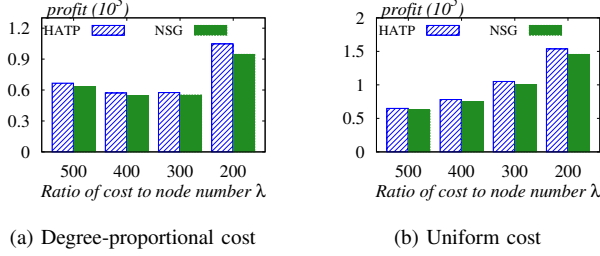 profit (10⁵)
HATP NSG
1.2
0.9
0.6
0.3
0
500 400 300 200
Ratio of cost to node number λ
(a) Degree-proportional cost
profit (10⁵)
HATP NSG
2
1.5
1
0.5
0
500 400 300 200
Ratio of cost to node number λ
(b) Uniform cost